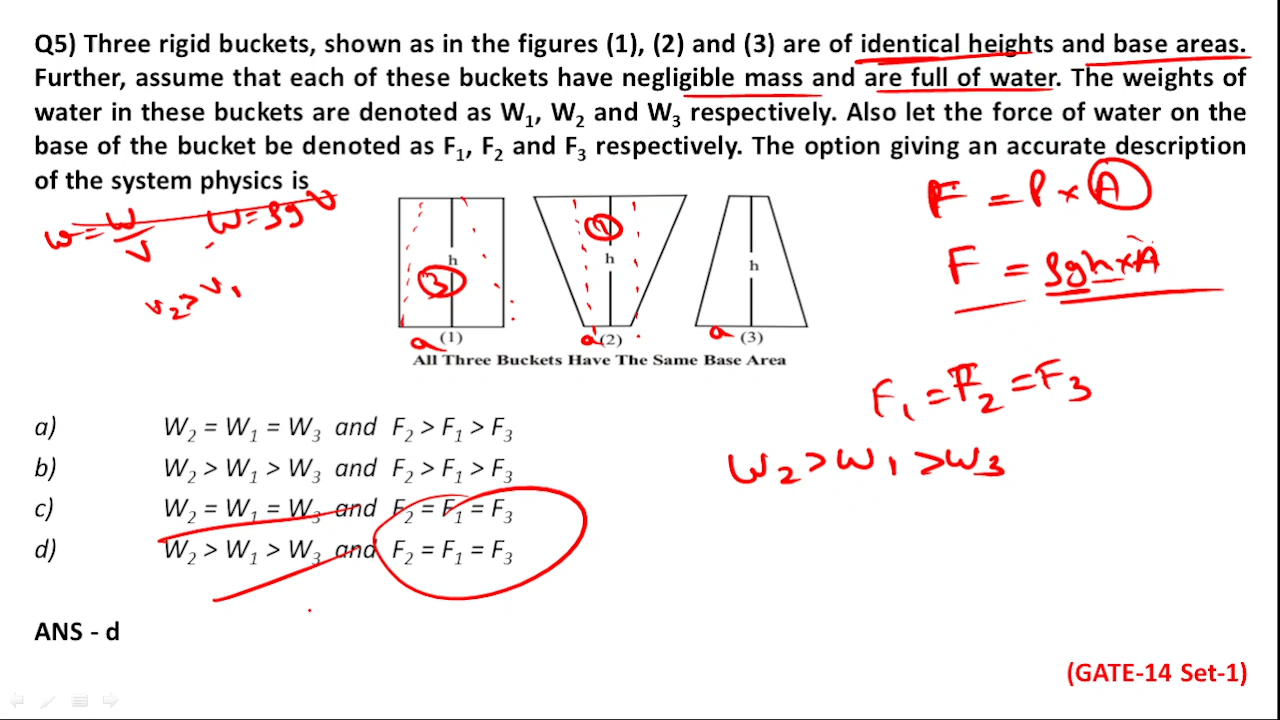 Q5) Three rigid buckets, shown as in the figures (1), (2) and (3) are of identical heights and base areas.
Further, assume that each of these buckets have negligible mass and are full of water. The weights of
water in these buckets are denoted as W₁, W₂ and W₃ respectively. Also let the force of water on the
base of the bucket be denoted as F₁, F₂ and F₃ respectively. The option giving an accurate description
of the system physics is
F = P × A
w = W/V W = ρgV
h h h
3 2
F = ρgh×A
V₂ > V₁
a (1) a (2) a (3)
All Three Buckets Have The Same Base Area
F₁ = F₂ = F₃
a) W₂ = W₁ = W₃ and F₂ > F₁ > F₃
b) W₂ > W₁ > W₃ and F₂ > F₁ > F₃
W₂ > W₁ > W₃
c) W₂ = W₁ = W₃ and F₂ = F₁ = F₃
d) W₂ > W₁ > W₃ and F₂ = F₁ = F₃
ANS - d
(GATE-14 Set-1)